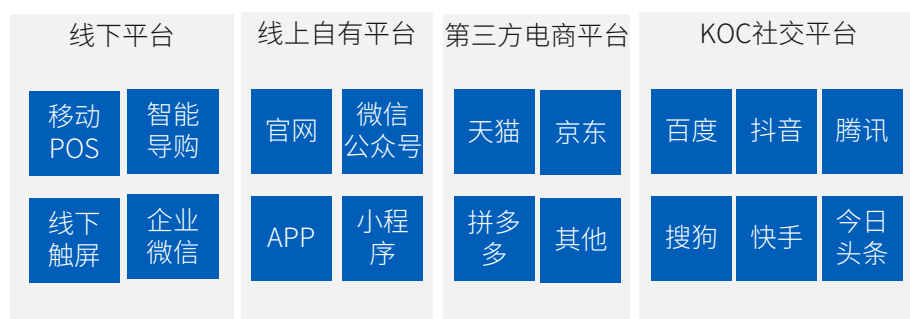 线下平台
移动
POS
智能
导购
线下
触屏
企业
微信
线上自有平台
官网
微信
公众号
APP
小程
序
第三方电商平台
天猫
京东
拼多
多
其他
KOC社交平台
百度
抖音
腾讯
搜狗
快手
今日
头条